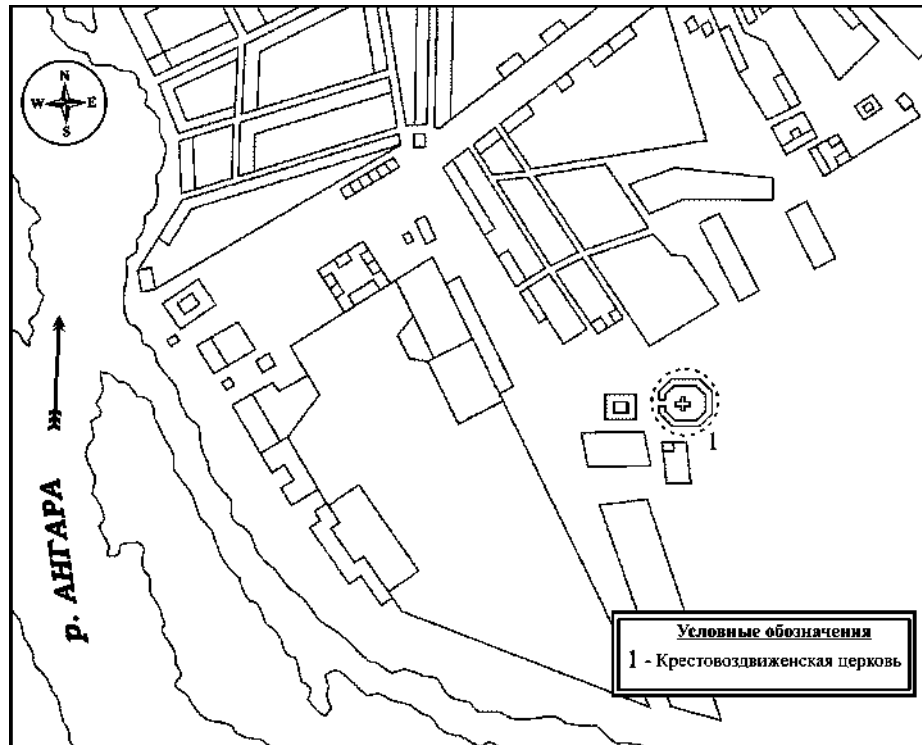 N
W E
S
р. АНГАРА
1
Условные обозначения
1 - Крестовоздвиженская церковь